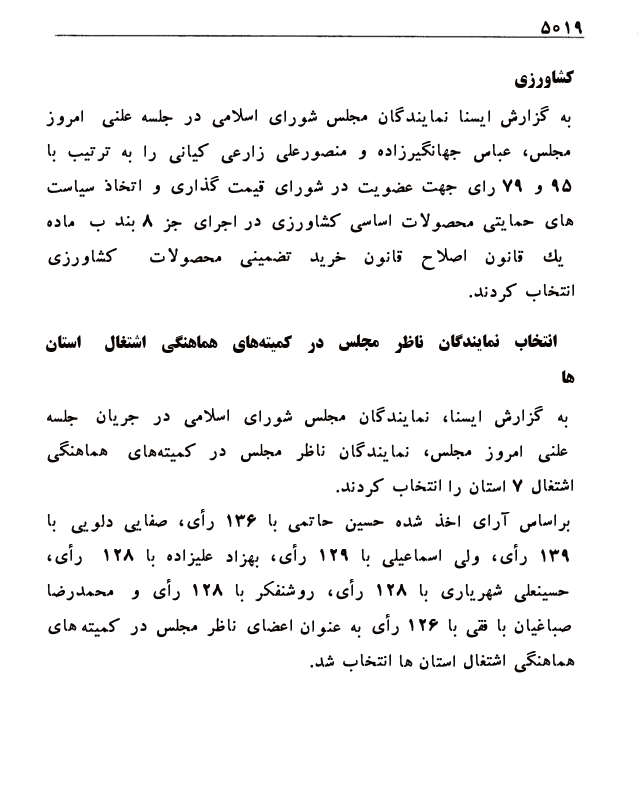 ۵۰۱۹
کشاورزی
به گزارش ایسنا نمایندگان مجلس شورای اسلامی در جلسه علنی امروز
مجلس، عباس جهانگیرزاده و منصورعلی زارعی کیانی را به ترتیب با
۹۵ و ۷۹ رای جهت عضویت در شورای قیمت گذاری و اتخاذ سیاست
های حمایتی محصولات اساسی کشاورزی در اجرای جز ۸ بند ب ماده
یك قانون اصلاح قانون خرید تضمینی محصولات کشاورزی
انتخاب کردند.
انتخاب نمایندگان ناظر مجلس در کمیته‌های هماهنگی اشتغال استان
ها
به گزارش ایسنا، نمایندگان مجلس شورای اسلامی در جریان جلسه
علنی امروز مجلس، نمایندگان ناظر مجلس در کمیته‌های هماهنگی
اشتغال ۷ استان را انتخاب کردند.
براساس آرای اخذ شده حسین حاتمی با ۱۳۶ رأی، صفایی دلویی با
۱۳۹ رأی، ولی اسماعیلی با ۱۲۹ رأی، بهزاد علیزاده با ۱۲۸ رأی،
حسینعلی شهریاری با ۱۲۸ رأی، روشنفکر با ۱۲۸ رأی و محمدرضا
صباغیان با فقی با ۱۲۶ رأی به عنوان اعضای ناظر مجلس در کمیته های
هماهنگی اشتغال استان ها انتخاب شد.